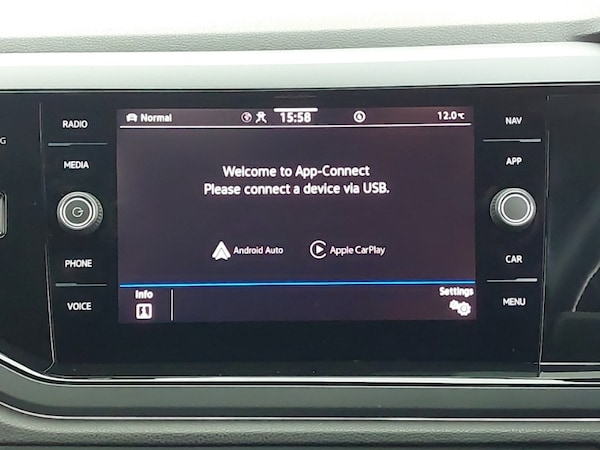 G
RADIO
MEDIA
PHONE
VOICE
Normal 15:58 12.0°C
Welcome to App-Connect
Please connect a device via USB.
Android Auto Apple CarPlay
Info Settings
NAV
APP
CAR
MENU